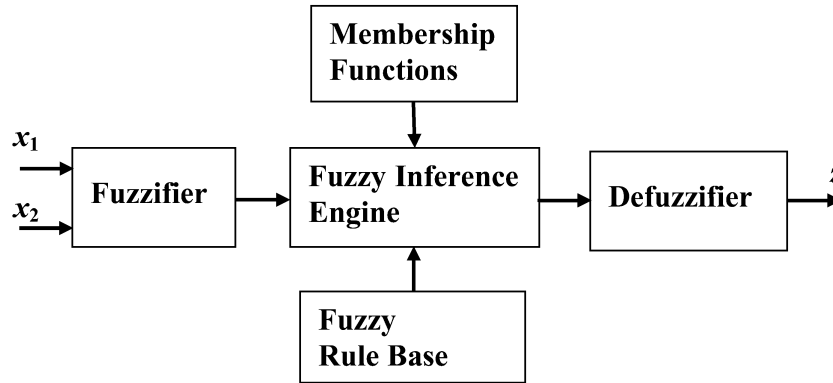 Membership
Functions
x1
Fuzzifier
x2
Fuzzy Inference
Engine
Defuzzifier
Fuzzy
Rule Base